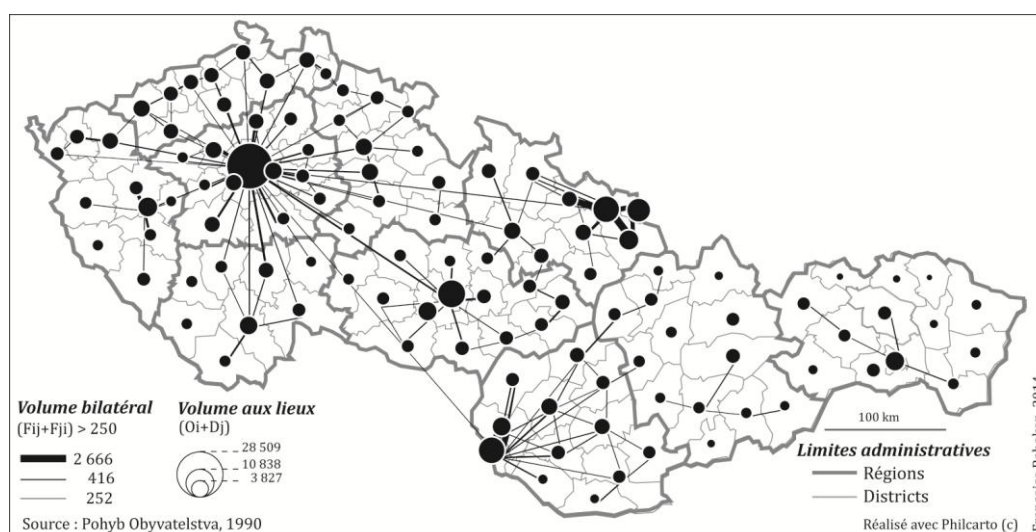 Volume bilatéral
(Fij+Fji) > 250
2 666
416
252
Volume aux lieux
(Oi+Dj)
28 509
10 838
3 827
100 km
Limites administratives
Régions
Districts
Source : Pohyb Obyvatelstva, 1990
Réalisé avec Philcarto (c)
2014